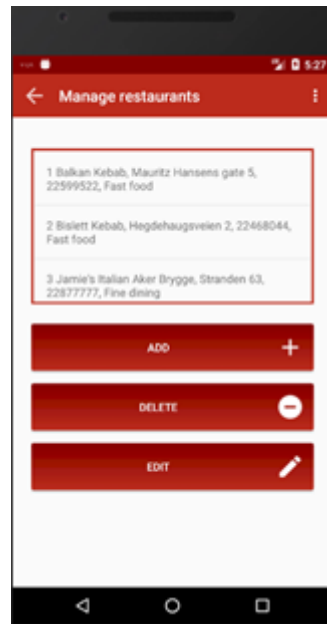 5:27
Manage restaurants
1 Balkan Kebab, Mauritz Hansens gate 5,
22599522, Fast food
2 Bislett Kebab, Hegdehaugsveien 2, 22468044,
Fast food
3 Jamie's Italian Aker Brygge, Stranden 63,
22877777, Fine dining
ADD
DELETE
EDIT